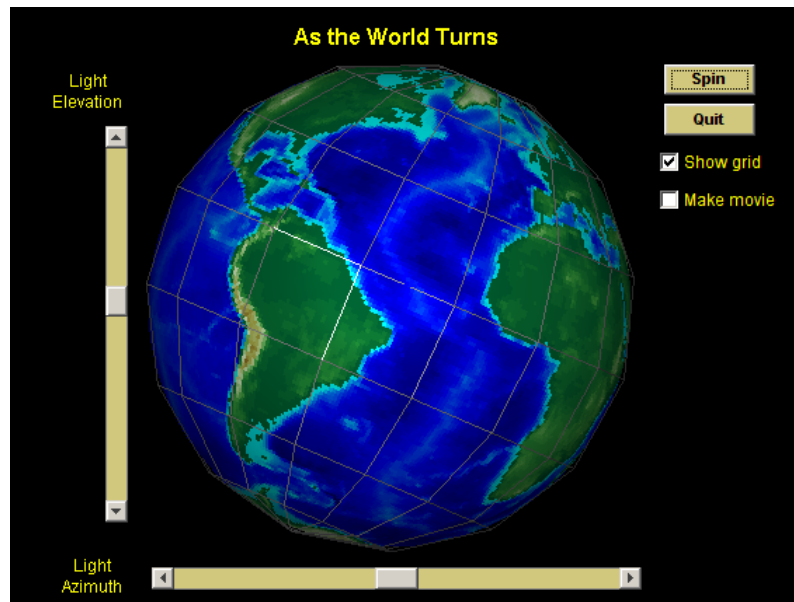 As the World Turns
Light
Elevation
Spin
Quit
Show grid
Make movie
Light
Azimuth